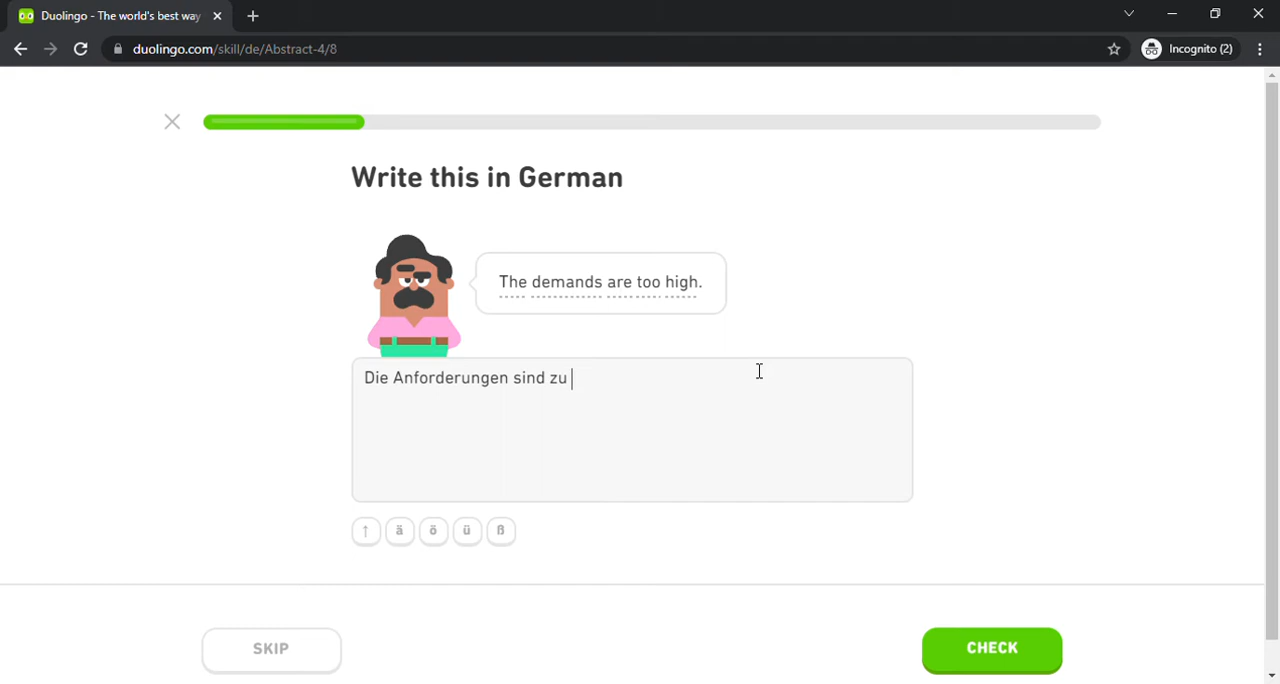 Duolingo - The world's best way
duolingo.com/skill/de/Abstract-4/8
Incognito (2)
Write this in German
The demands are too high.
Die Anforderungen sind zu
↑ ä ö ü ß
SKIP
CHECK